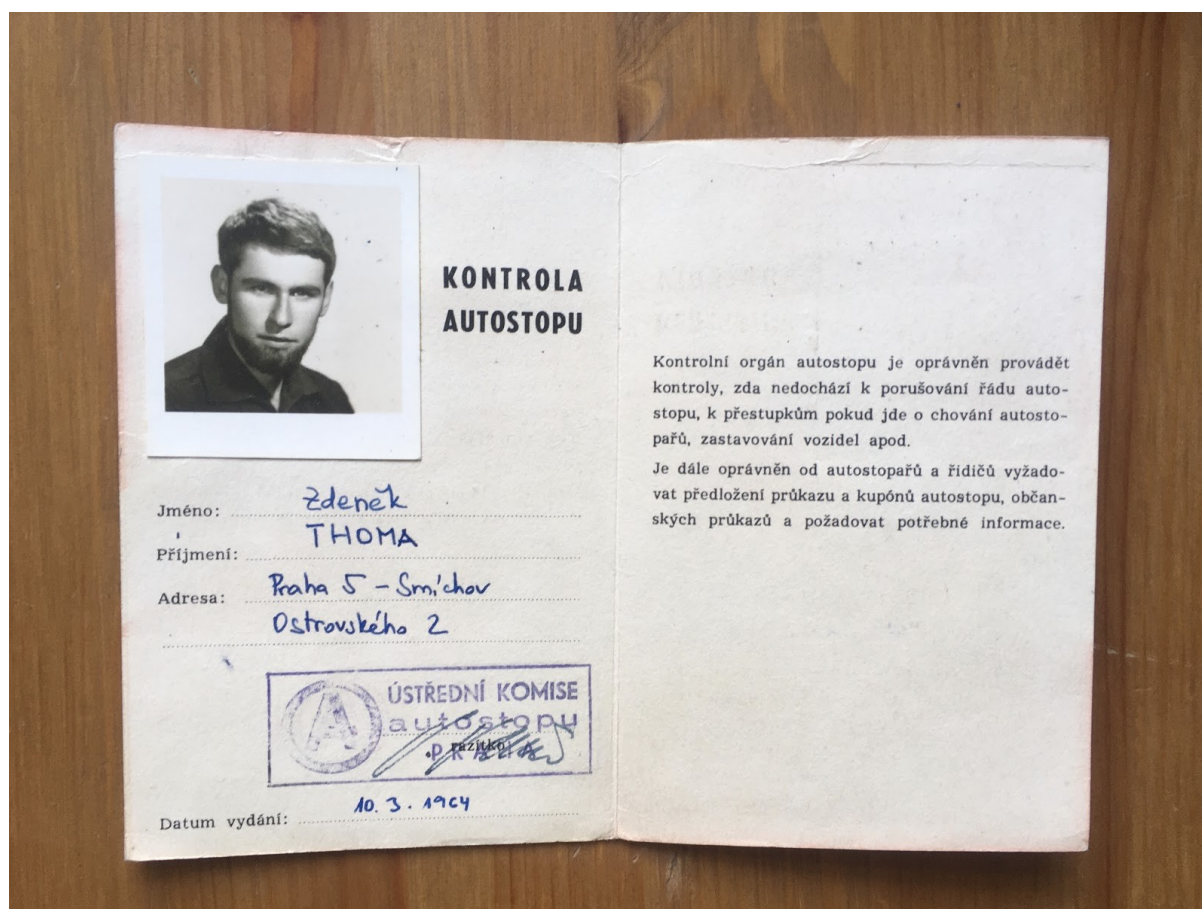 KONTROLA
AUTOSTOPU
Jméno: Zdeněk
Příjmení: THOMA
Adresa: Praha 5 – Smíchov
Ostrovského 2
ÚSTŘEDNÍ KOMISE
autostopu
PRAHA
razítko
Datum vydání: 10. 3. 1964
Kontrolní orgán autostopu je oprávněn provádět
kontroly, zda nedochází k porušování řádu auto-
stopu, k přestupkům pokud jde o chování autosto-
pařů, zastavování vozidel apod.
Je dále oprávněn od autostopařů a řidičů vyžado-
vat předložení průkazu a kupónů autostopu, občan-
ských průkazů a požadovat potřebné informace.